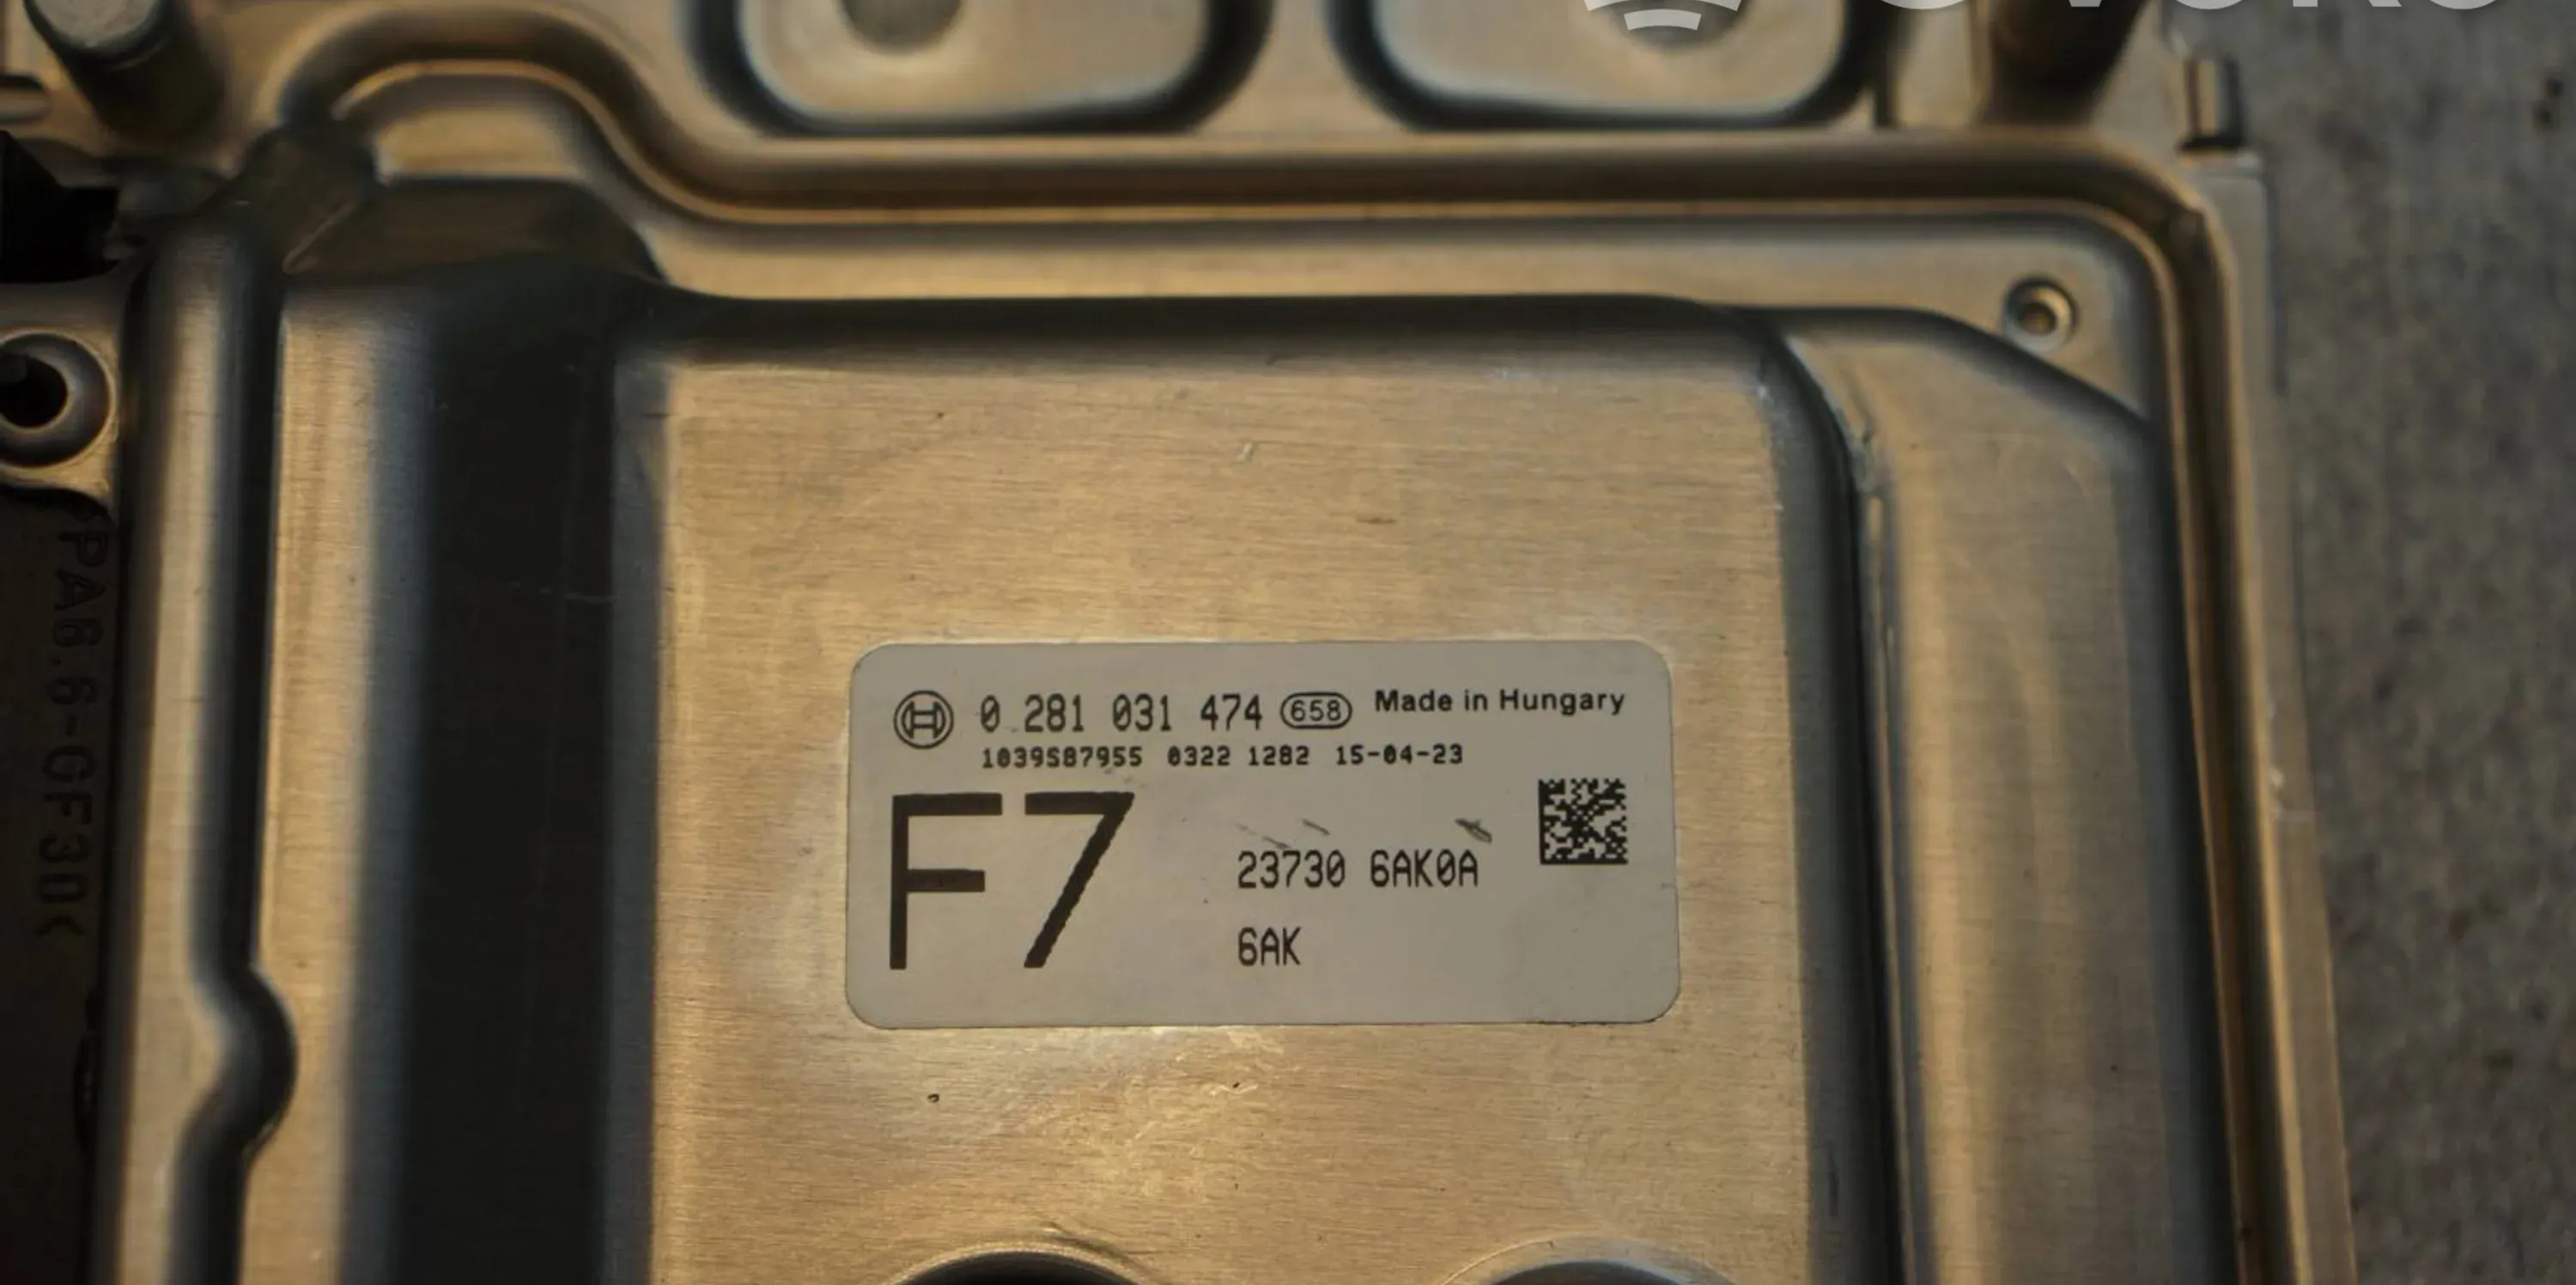 0 281 031 474 658 Made in Hungary
1039S87955 0322 1282 15-04-23
F7
23730 6AK0A
6AK
PA6.6-GF30<